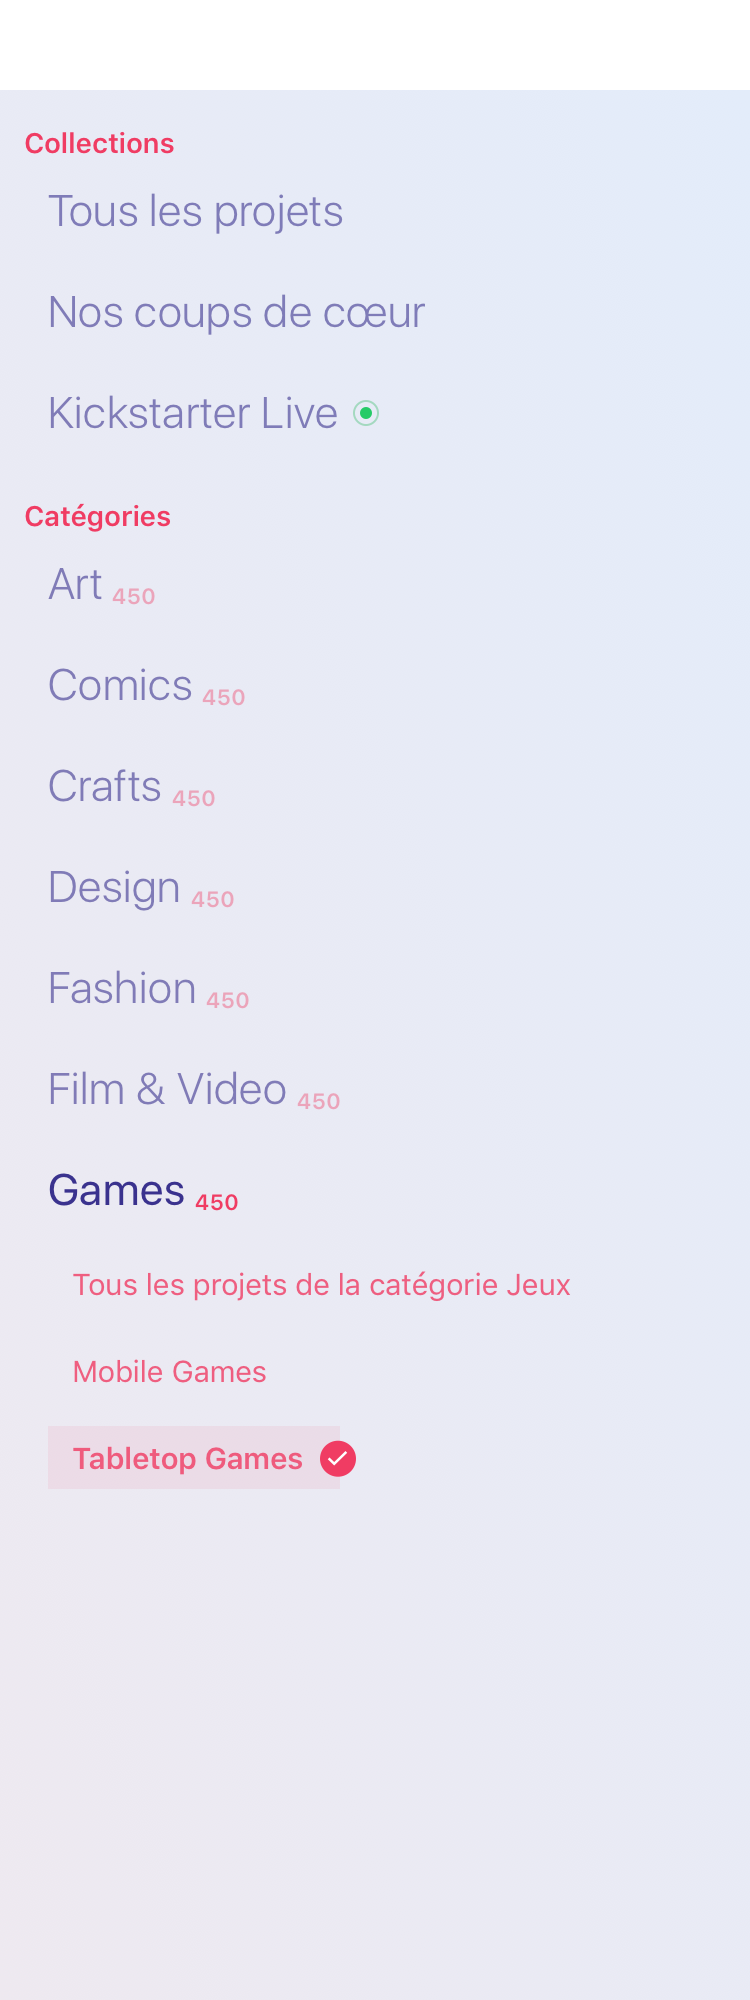 Collections
Tous les projets
Nos coups de cœur
Kickstarter Live
Catégories
Art 450
Comics 450
Crafts 450
Design 450
Fashion 450
Film & Video 450
Games 450
Tous les projets de la catégorie Jeux
Mobile Games
Tabletop Games